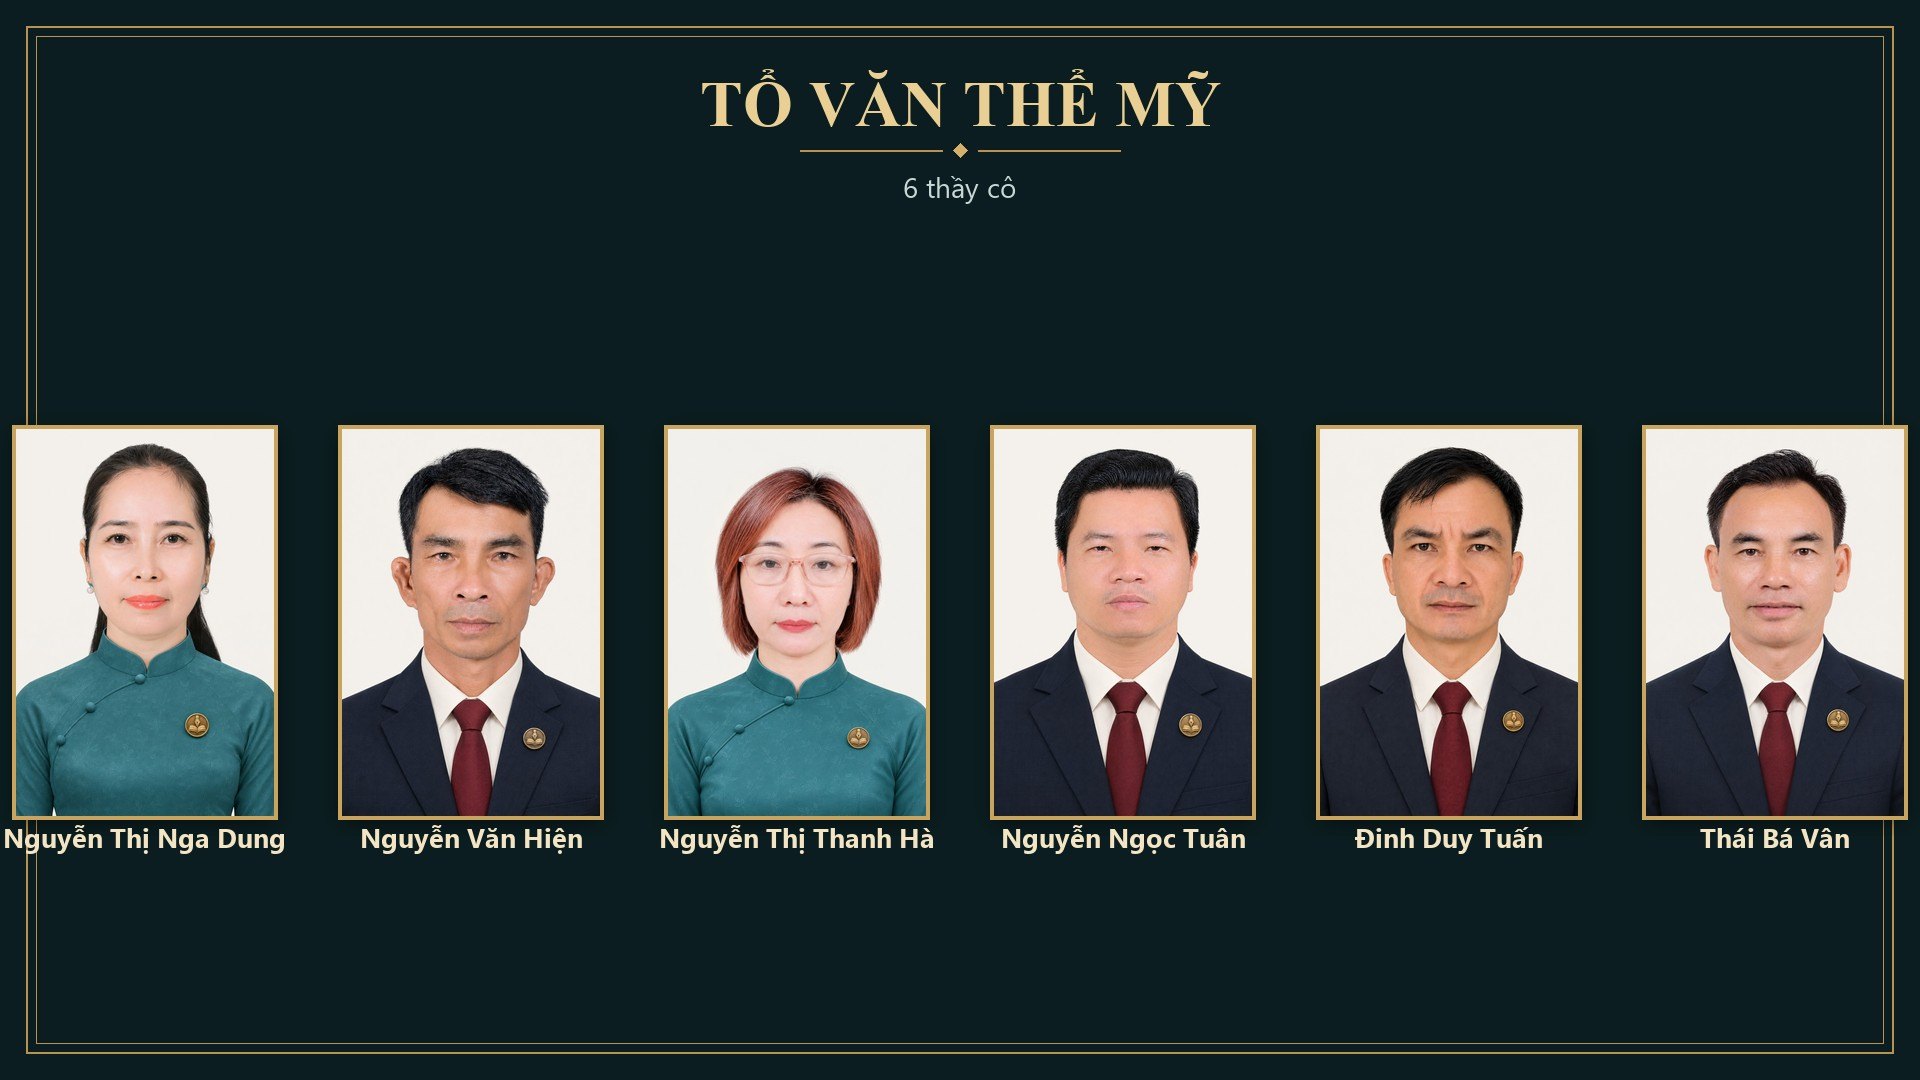 TỔ VĂN THỂ MỸ
6 thầy cô
Nguyễn Thị Nga Dung
Nguyễn Văn Hiện
Nguyễn Thị Thanh Hà
Nguyễn Ngọc Tuân
Đinh Duy Tuấn
Thái Bá Vân